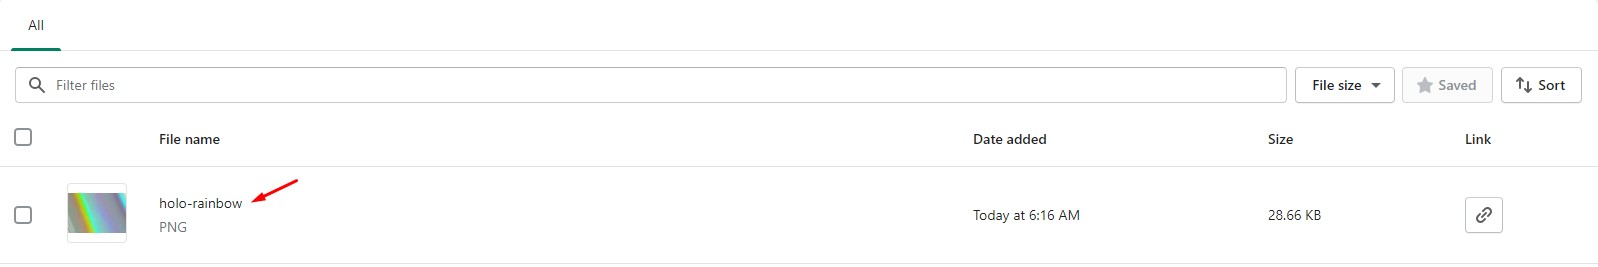 All
Filter files
File size
Saved
Sort
File name
Date added
Size
Link
holo-rainbow
PNG
Today at 6:16 AM
28.66 KB